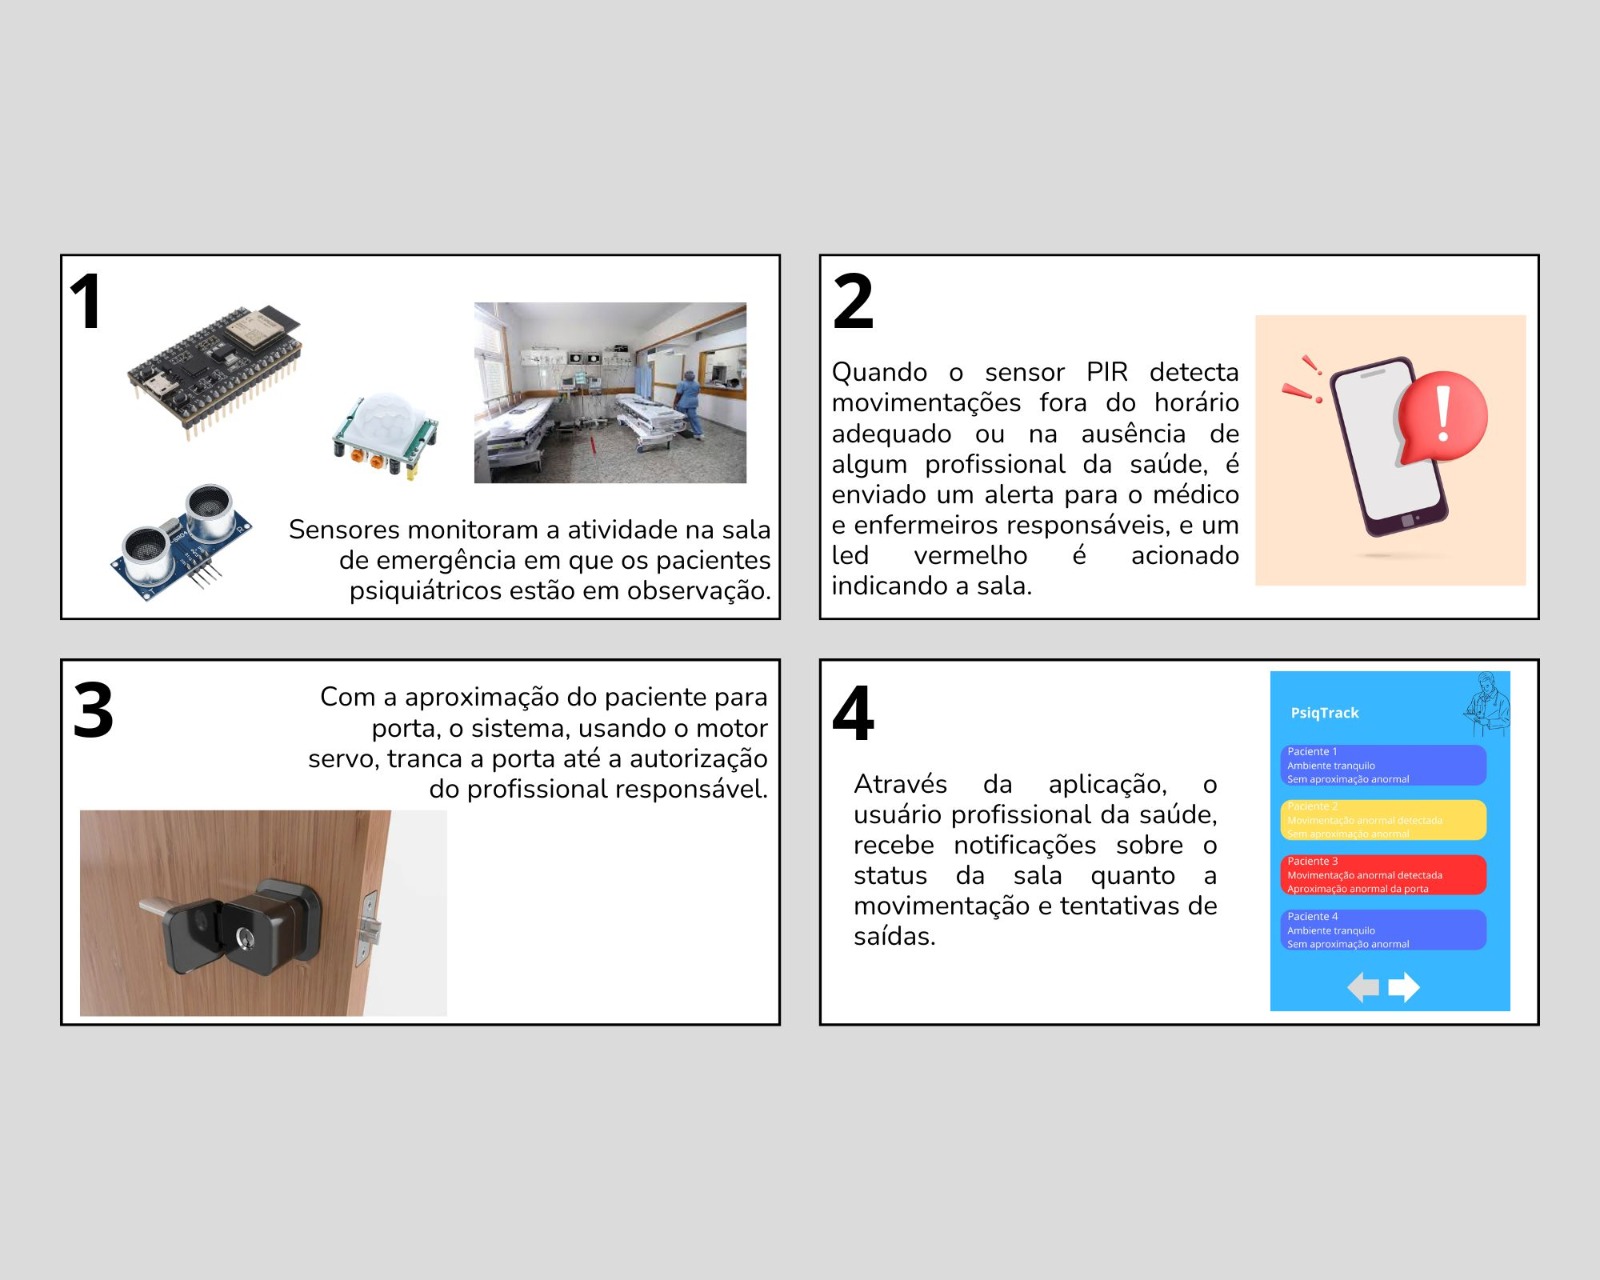 1
Sensores monitoram a atividade na sala
de emergência em que os pacientes
psiquiátricos estão em observação.
2
Quando o sensor PIR detecta
movimentações fora do horário
adequado ou na ausência de
algum profissional da saúde, é
enviado um alerta para o médico
e enfermeiros responsáveis, e um
led vermelho é acionado
indicando a sala.
3
Com a aproximação do paciente para
porta, o sistema, usando o motor
servo, tranca a porta até a autorização
do profissional responsável.
4
Através da aplicação, o
usuário profissional da saúde,
recebe notificações sobre o
status da sala quanto a
movimentação e tentativas de
saídas.
PsiqTrack
Paciente 1
Ambiente tranquilo
Sem aproximação anormal
Paciente 2
Movimentação anormal detectada
Sem aproximação anormal
Paciente 3
Movimentação anormal detectada
Aproximação anormal da porta
Paciente 4
Ambiente tranquilo
Sem aproximação anormal